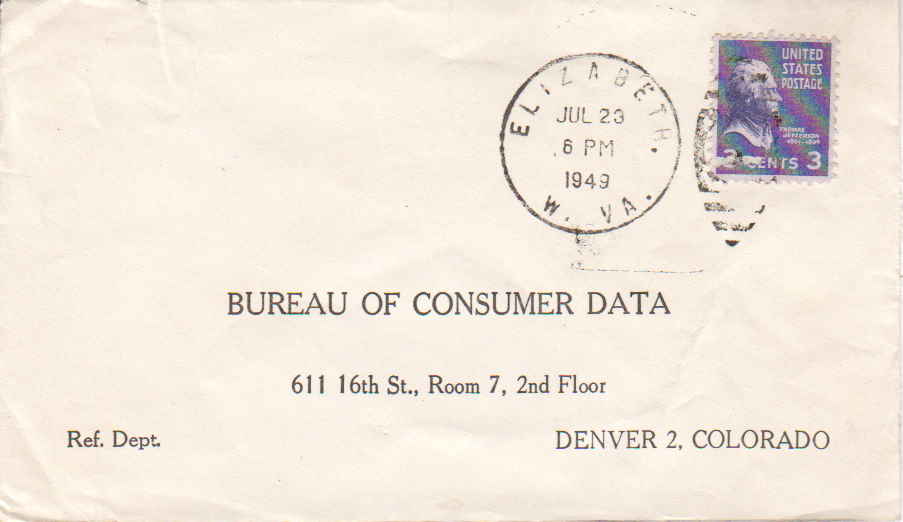 ELIZABETH.
JUL 23
6 PM
1949
W. VA.
UNITED
STATES
POSTAGE
THOMAS
JEFFERSON
CENTS 3
BUREAU OF CONSUMER DATA
611 16th St., Room 7, 2nd Floor
Ref. Dept.
DENVER 2, COLORADO